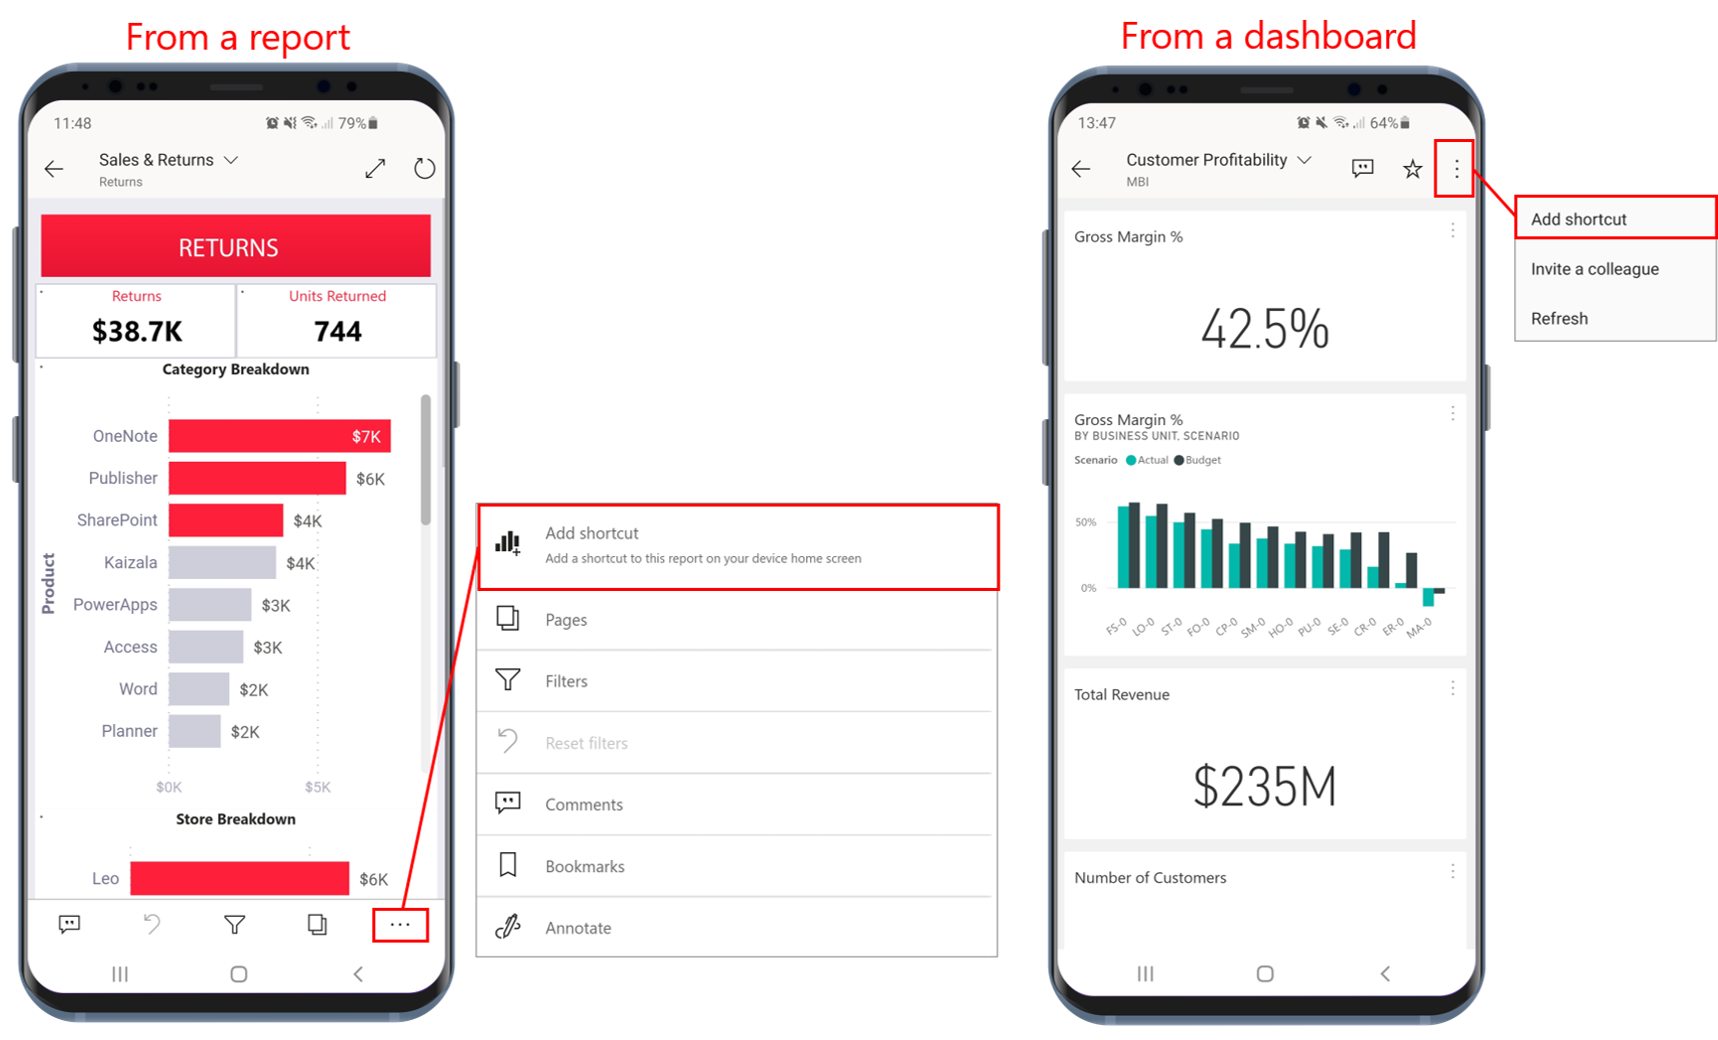 From a report
11:48
79%
Sales & Returns
Returns
RETURNS
Returns
$38.7K
Units Returned
744
Category Breakdown
Product
OneNote $7K
Publisher $6K
SharePoint $4K
Kaizala $4K
PowerApps $3K
Access $3K
Word $2K
Planner $2K
$0K $5K
Store Breakdown
Leo $6K
Add shortcut
Add a shortcut to this report on your device home screen
Pages
Filters
Reset filters
Comments
Bookmarks
Annotate
From a dashboard
13:47
64%
Customer Profitability
MBI
Gross Margin %
42.5%
Gross Margin %
BY BUSINESS UNIT, SCENARIO
Scenario Actual Budget
50%
0%
FS-0 LO-0 ST-0 FO-0 CP-0 SM-0 HO-0 PU-0 SE-0 CR-0 ER-0 MA-0
Total Revenue
$235M
Number of Customers
Add shortcut
Invite a colleague
Refresh